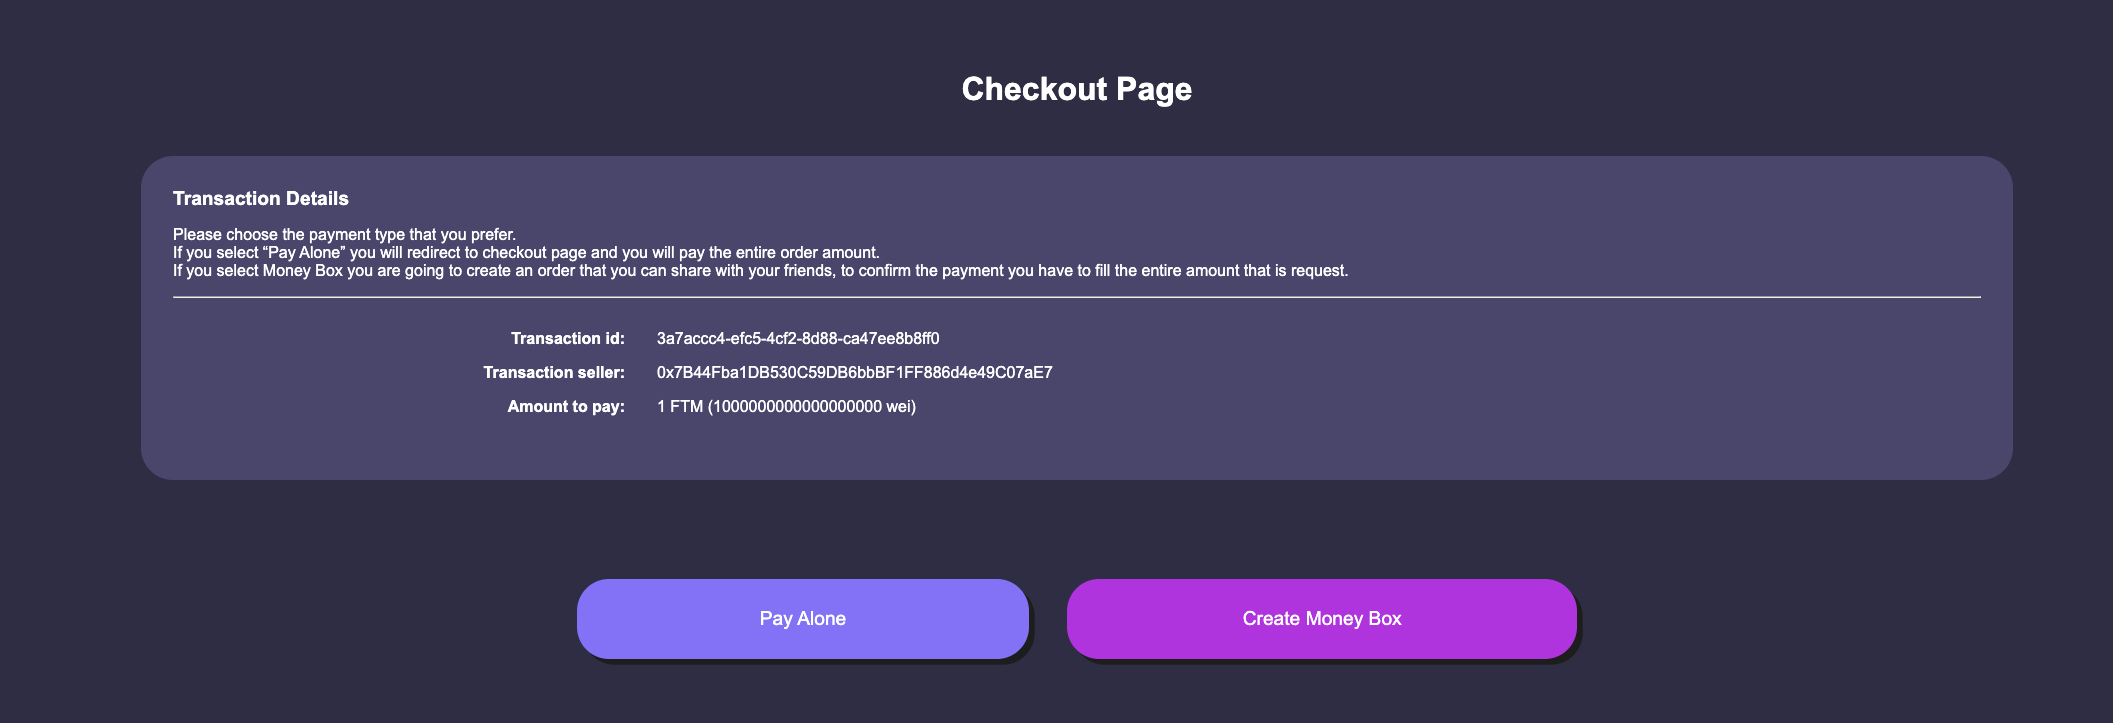 Checkout Page
Transaction Details
Please choose the payment type that you prefer.
If you select “Pay Alone” you will redirect to checkout page and you will pay the entire order amount.
If you select Money Box you are going to create an order that you can share with your friends, to confirm the payment you have to fill the entire amount that is request.
Transaction id: 3a7accc4-efc5-4cf2-8d88-ca47ee8b8ff0
Transaction seller: 0x7B44Fba1DB530C59DB6bbBF1FF886d4e49C07aE7
Amount to pay: 1 FTM (1000000000000000000 wei)
Pay Alone Create Money Box